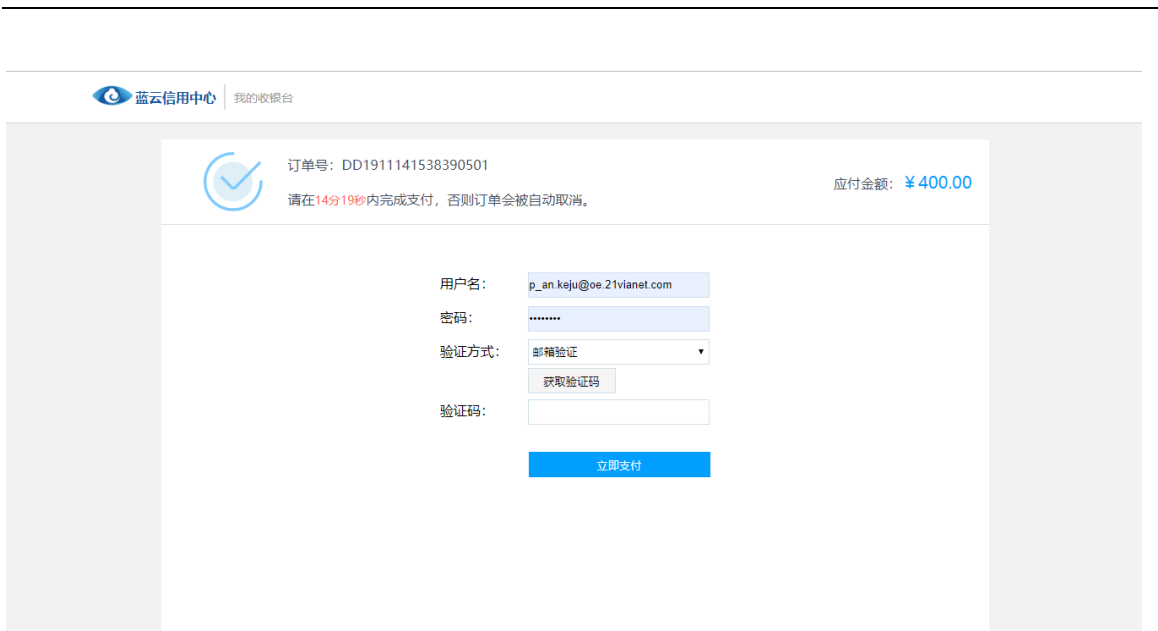 蓝云信用中心 我的收银台
订单号：DD1911141538390501
请在14分19秒内完成支付，否则订单会被自动取消。
应付金额：￥400.00
用户名： p_an.keju@oe.21vianet.com
密码： ••••••••
验证方式： 邮箱验证
获取验证码
验证码：
立即支付